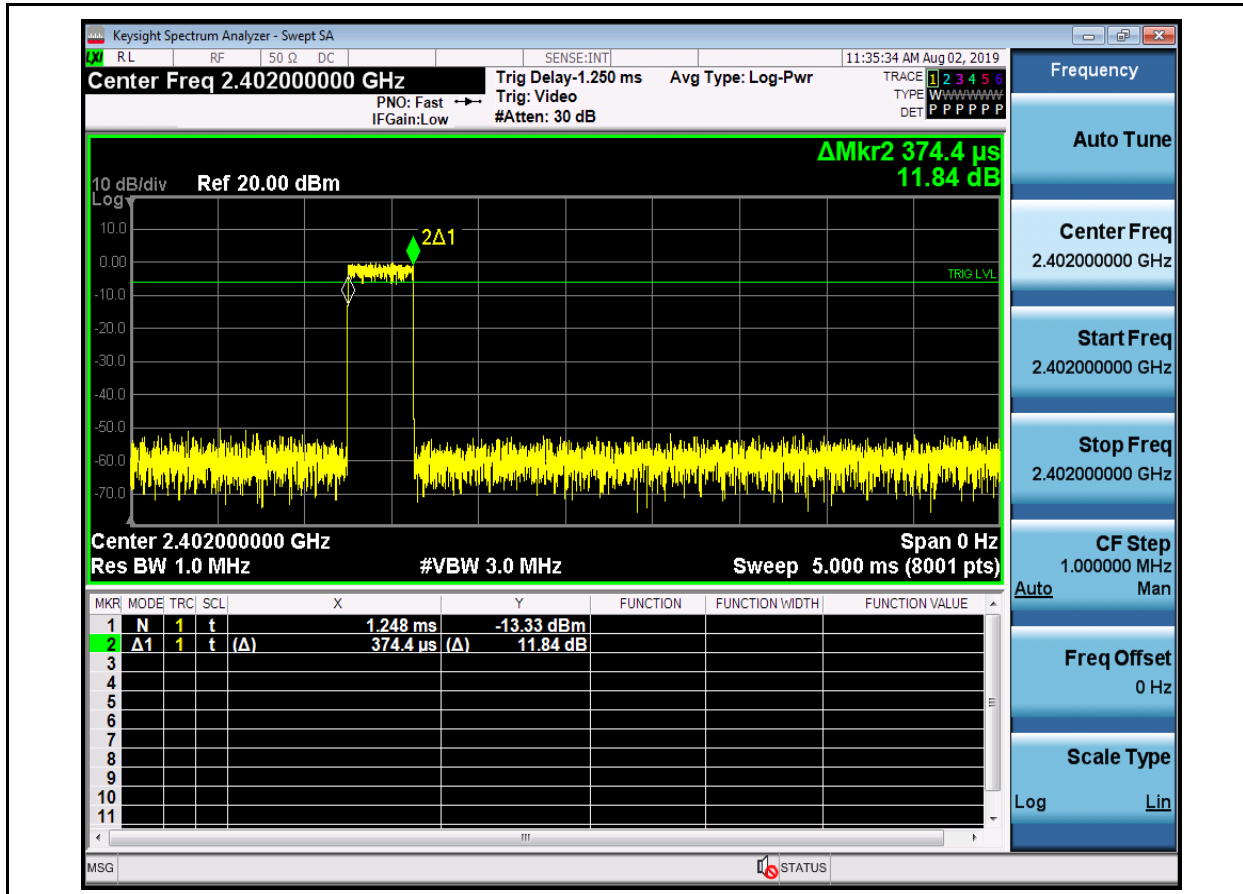 Keysight Spectrum Analyzer - Swept SA
LXI RL RF 50 Ω DC SENSE:INT 11:35:34 AM Aug 02, 2019
Center Freq 2.402000000 GHz Trig Delay-1.250 ms Avg Type: Log-Pwr TRACE 1 2 3 4 5 6
PNO: Fast Trig: Video TYPE WWWWWW
IFGain:Low #Atten: 30 dB DET P P P P P P
ΔMkr2 374.4 µs
11.84 dB
10 dB/div Ref 20.00 dBm
Log
10.0
0.00
-10.0
-20.0
-30.0
-40.0
-50.0
-60.0
-70.0
2Δ1
TRIG LVL
Center 2.402000000 GHz Span 0 Hz
Res BW 1.0 MHz #VBW 3.0 MHz Sweep 5.000 ms (8001 pts)
MKR MODE TRC SCL X Y FUNCTION FUNCTION WIDTH FUNCTION VALUE
1 N 1 t 1.248 ms -13.33 dBm
2 Δ1 1 t (Δ) 374.4 µs (Δ) 11.84 dB
3
4
5
6
7
8
9
10
11
MSG STATUS
Frequency
Auto Tune
Center Freq
2.402000000 GHz
Start Freq
2.402000000 GHz
Stop Freq
2.402000000 GHz
CF Step
1.000000 MHz
Auto Man
Freq Offset
0 Hz
Scale Type
Log Lin